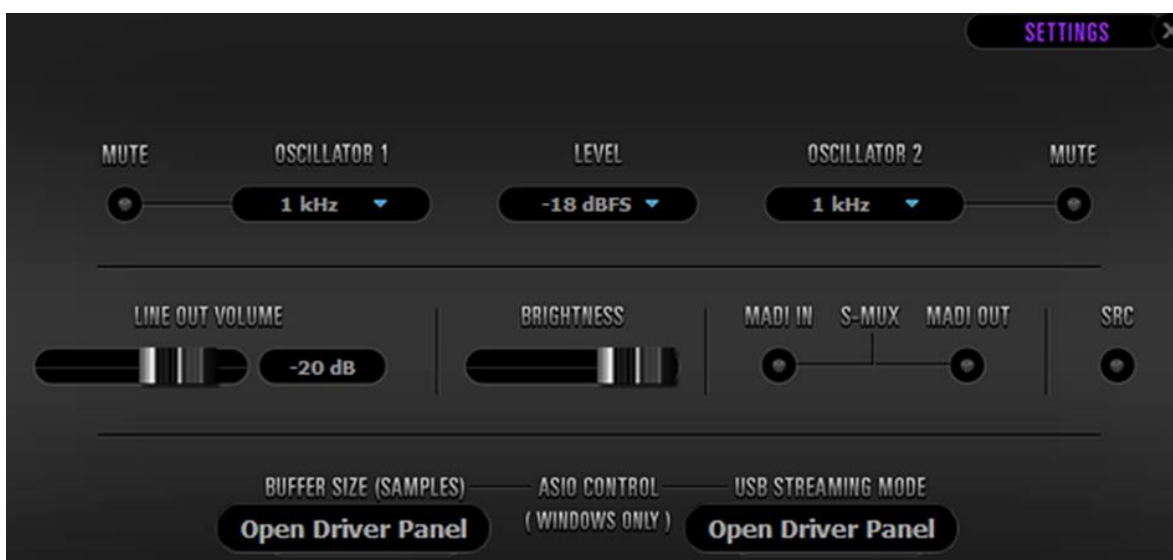 SETTINGS
MUTE OSCILLATOR 1 LEVEL OSCILLATOR 2 MUTE
1 kHz -18 dBFS 1 kHz
LINE OUT VOLUME BRIGHTNESS MADI IN S-MUX MADI OUT SRC
-20 dB
BUFFER SIZE (SAMPLES) ASIO CONTROL USB STREAMING MODE
Open Driver Panel ( WINDOWS ONLY ) Open Driver Panel